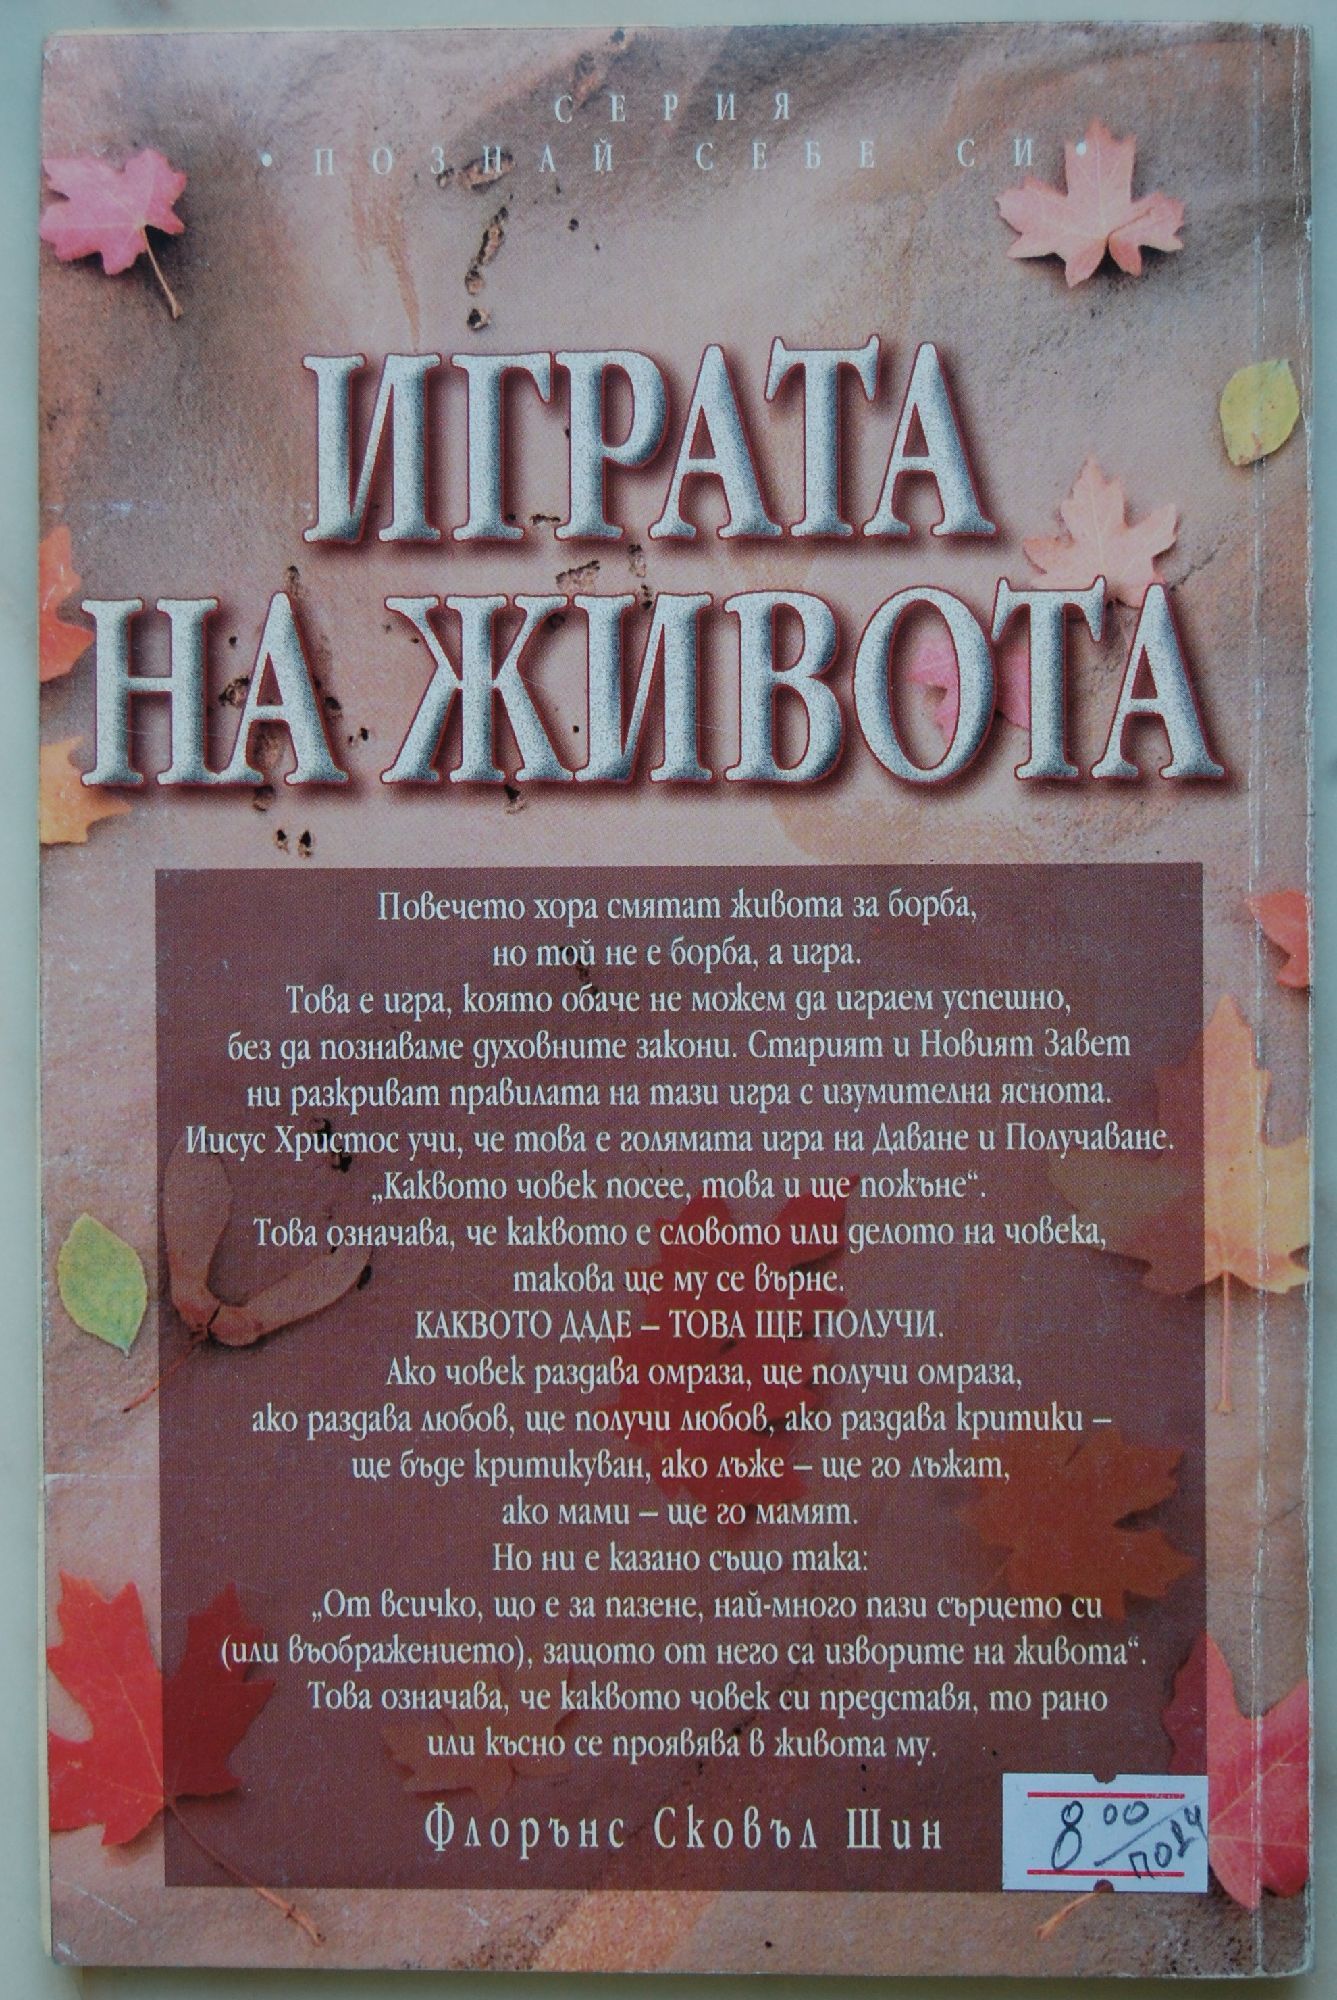 СЕРИЯ
• ПОЗНАЙ СЕБЕ СИ •
ИГРАТА
НА ЖИВОТА
Повечето хора смятат живота за борба,
но той не е борба, а игра.
Това е игра, която обаче не можем да играем успешно,
без да познаваме духовните закони. Старият и Новият Завет
ни разкриват правилата на тази игра с изумителна яснота.
Иисус Христос учи, че това е голямата игра на Даване и Получаване.
„Каквото човек посее, това и ще пожъне“.
Това означава, че каквото е словото или делото на човека,
такова ще му се върне.
КАКВОТО ДАДЕ – ТОВА ЩЕ ПОЛУЧИ.
Ако човек раздава омраза, ще получи омраза,
ако раздава любов, ще получи любов, ако раздава критики –
ще бъде критикуван, ако лъже – ще го лъжат,
ако мами – ще го мамят.
Но ни е казано също така:
„От всичко, що е за пазене, най-много пази сърцето си
(или въображението), защото от него са изворите на живота“.
Това означава, че каквото човек си представя, то рано
или късно се проявява в живота му.
Флорънс Сковъл Шин
8 00